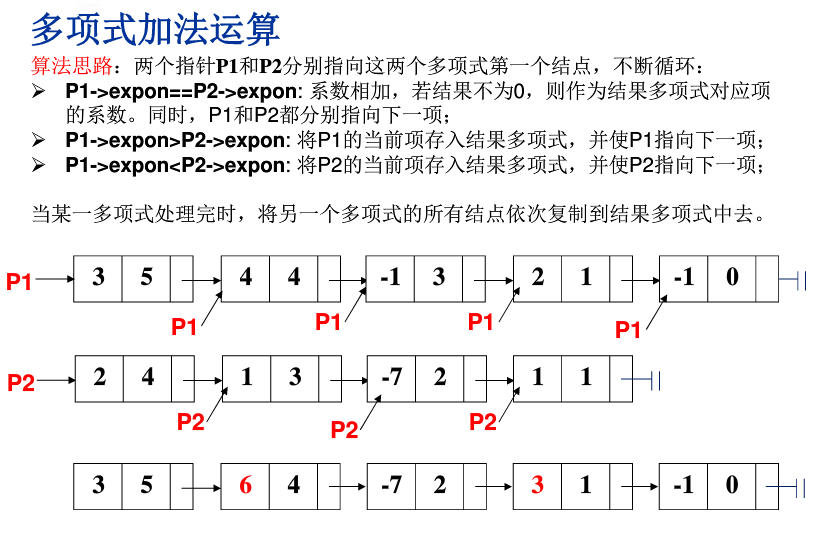 多项式加法运算
算法思路：两个指针P1和P2分别指向这两个多项式第一个结点，不断循环：
➢ P1->expon==P2->expon: 系数相加，若结果不为0，则作为结果多项式对应项
的系数。同时，P1和P2都分别指向下一项；
➢ P1->expon>P2->expon: 将P1的当前项存入结果多项式，并使P1指向下一项；
➢ P1->expon<P2->expon: 将P2的当前项存入结果多项式，并使P2指向下一项；
当某一多项式处理完时，将另一个多项式的所有结点依次复制到结果多项式中去。
P1 3 5 4 4 -1 3 2 1 -1 0
P1 P1 P1 P1
P2 2 4 1 3 -7 2 1 1
P2 P2 P2
3 5 6 4 -7 2 3 1 -1 0